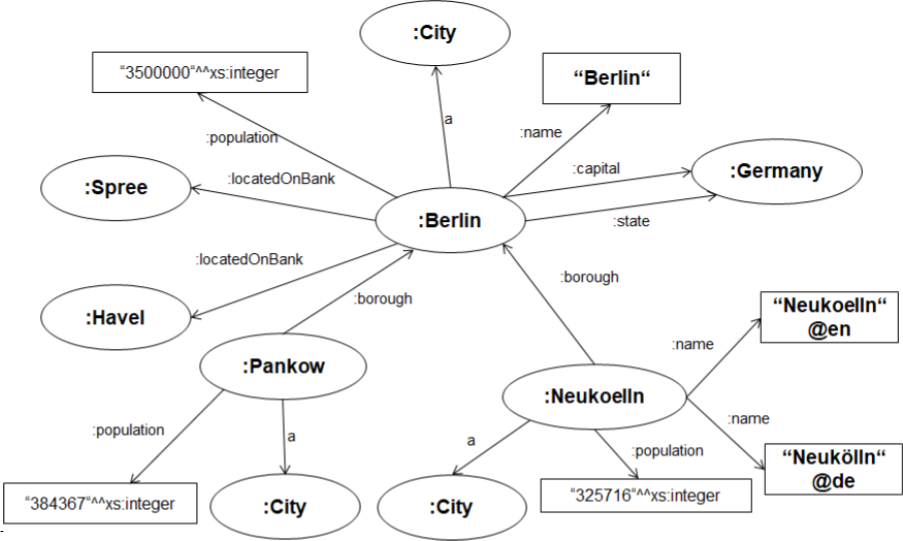 :City
“3500000“^^xs:integer
“Berlin“
a
:name
:population
:capital
:Germany
:locatedOnBank
:Spree
:Berlin
:state
:locatedOnBank
:borough
:borough
:Havel
“Neukoelln“
@en
:name
:Pankow
:Neukoelln
:name
:population
a
a
:population
“Neukölln“
@de
“384367“^^xs:integer
:City
:City
“325716“^^xs:integer